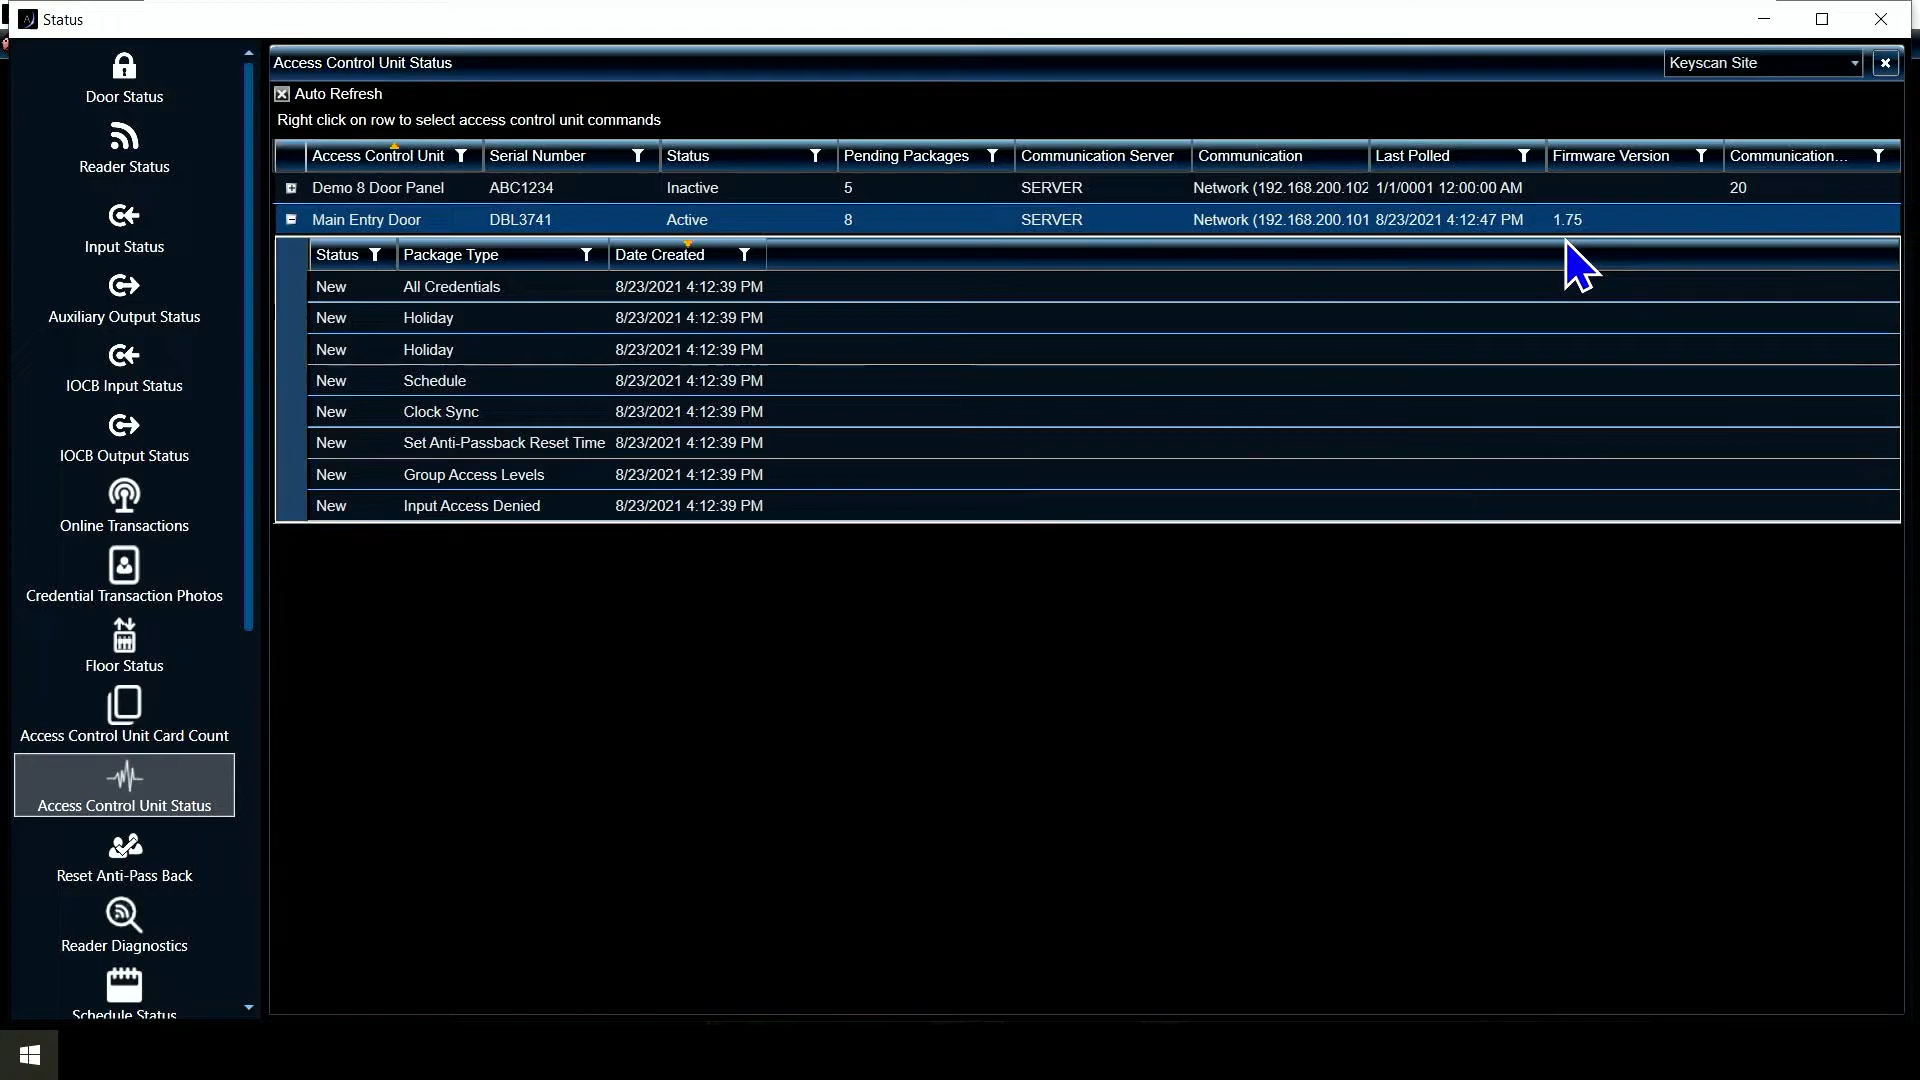 Status
Door Status
Reader Status
Input Status
Auxiliary Output Status
IOCB Input Status
IOCB Output Status
Online Transactions
Credential Transaction Photos
Floor Status
Access Control Unit Card Count
Access Control Unit Status
Reset Anti-Pass Back
Reader Diagnostics
Schedule Status
Access Control Unit Status Keyscan Site
Auto Refresh
Right click on row to select access control unit commands
Access Control Unit Serial Number Status Pending Packages Communication Server Communication Last Polled Firmware Version Communication...
Demo 8 Door Panel ABC1234 Inactive 5 SERVER Network (192.168.200.102 1/1/0001 12:00:00 AM 20
Main Entry Door DBL3741 Active 8 SERVER Network (192.168.200.101 8/23/2021 4:12:47 PM 1.75
Status Package Type Date Created
New All Credentials 8/23/2021 4:12:39 PM
New Holiday 8/23/2021 4:12:39 PM
New Holiday 8/23/2021 4:12:39 PM
New Schedule 8/23/2021 4:12:39 PM
New Clock Sync 8/23/2021 4:12:39 PM
New Set Anti-Passback Reset Time 8/23/2021 4:12:39 PM
New Group Access Levels 8/23/2021 4:12:39 PM
New Input Access Denied 8/23/2021 4:12:39 PM